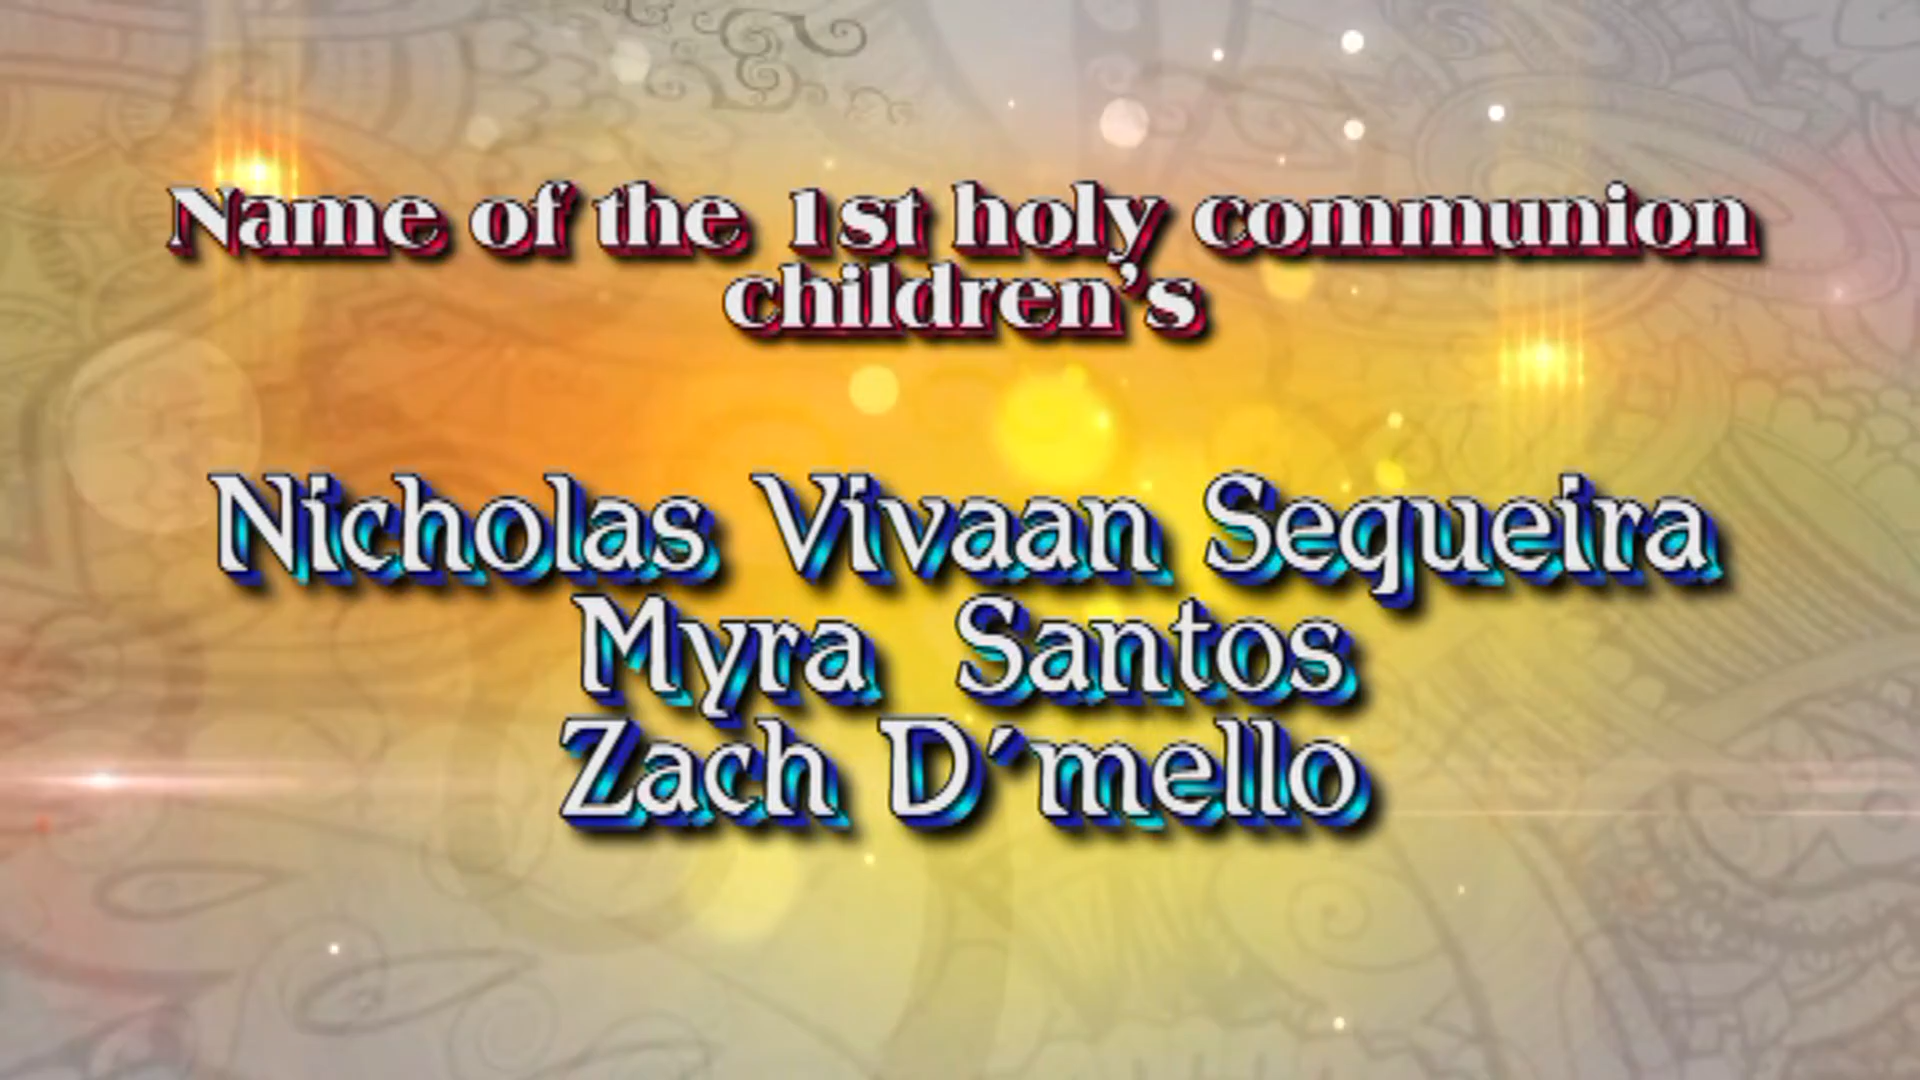 Name of the 1st holy communion
children's
Nicholas Vivaan Sequeira
Myra Santos
Zach D'mello